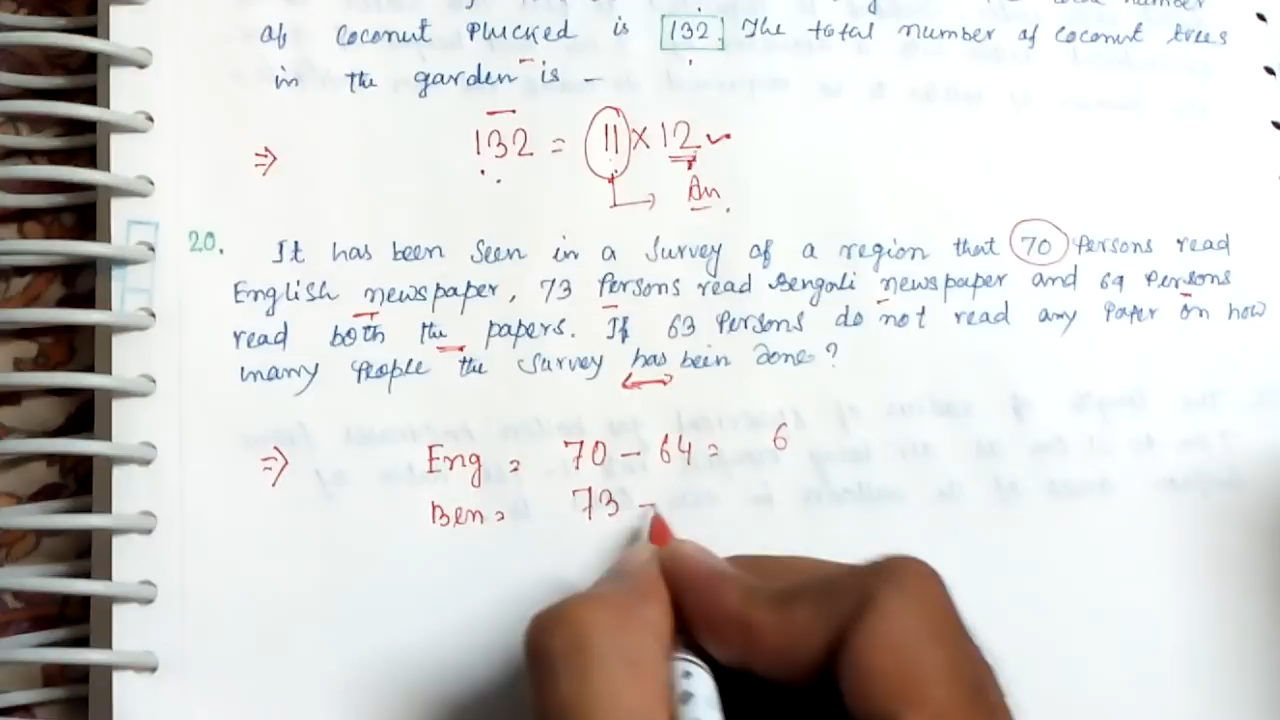 number
of coconut plucked is 132. The total number of coconut trees
in the garden is –
⇒ 132 = 11 × 12 ✓
An
20. It has been seen in a survey of a region that 70 persons read
English newspaper, 73 persons read Bengali newspaper and 64 persons
read both the papers. If 63 persons do not read any paper on how
many people the survey has been done?
⇒ Eng = 70 – 64 = 6
Ben = 73 –